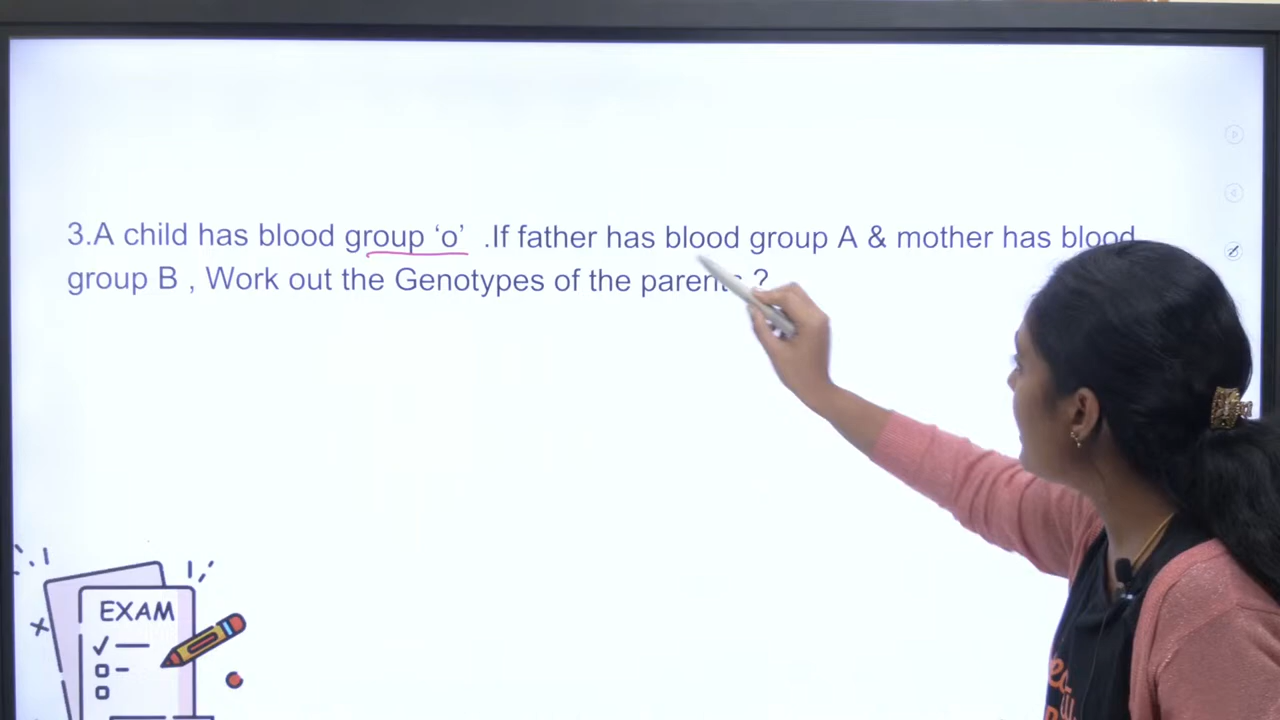 3.A child has blood group ‘o’ .If father has blood group A & mother has blood
group B , Work out the Genotypes of the parents ?
EXAM